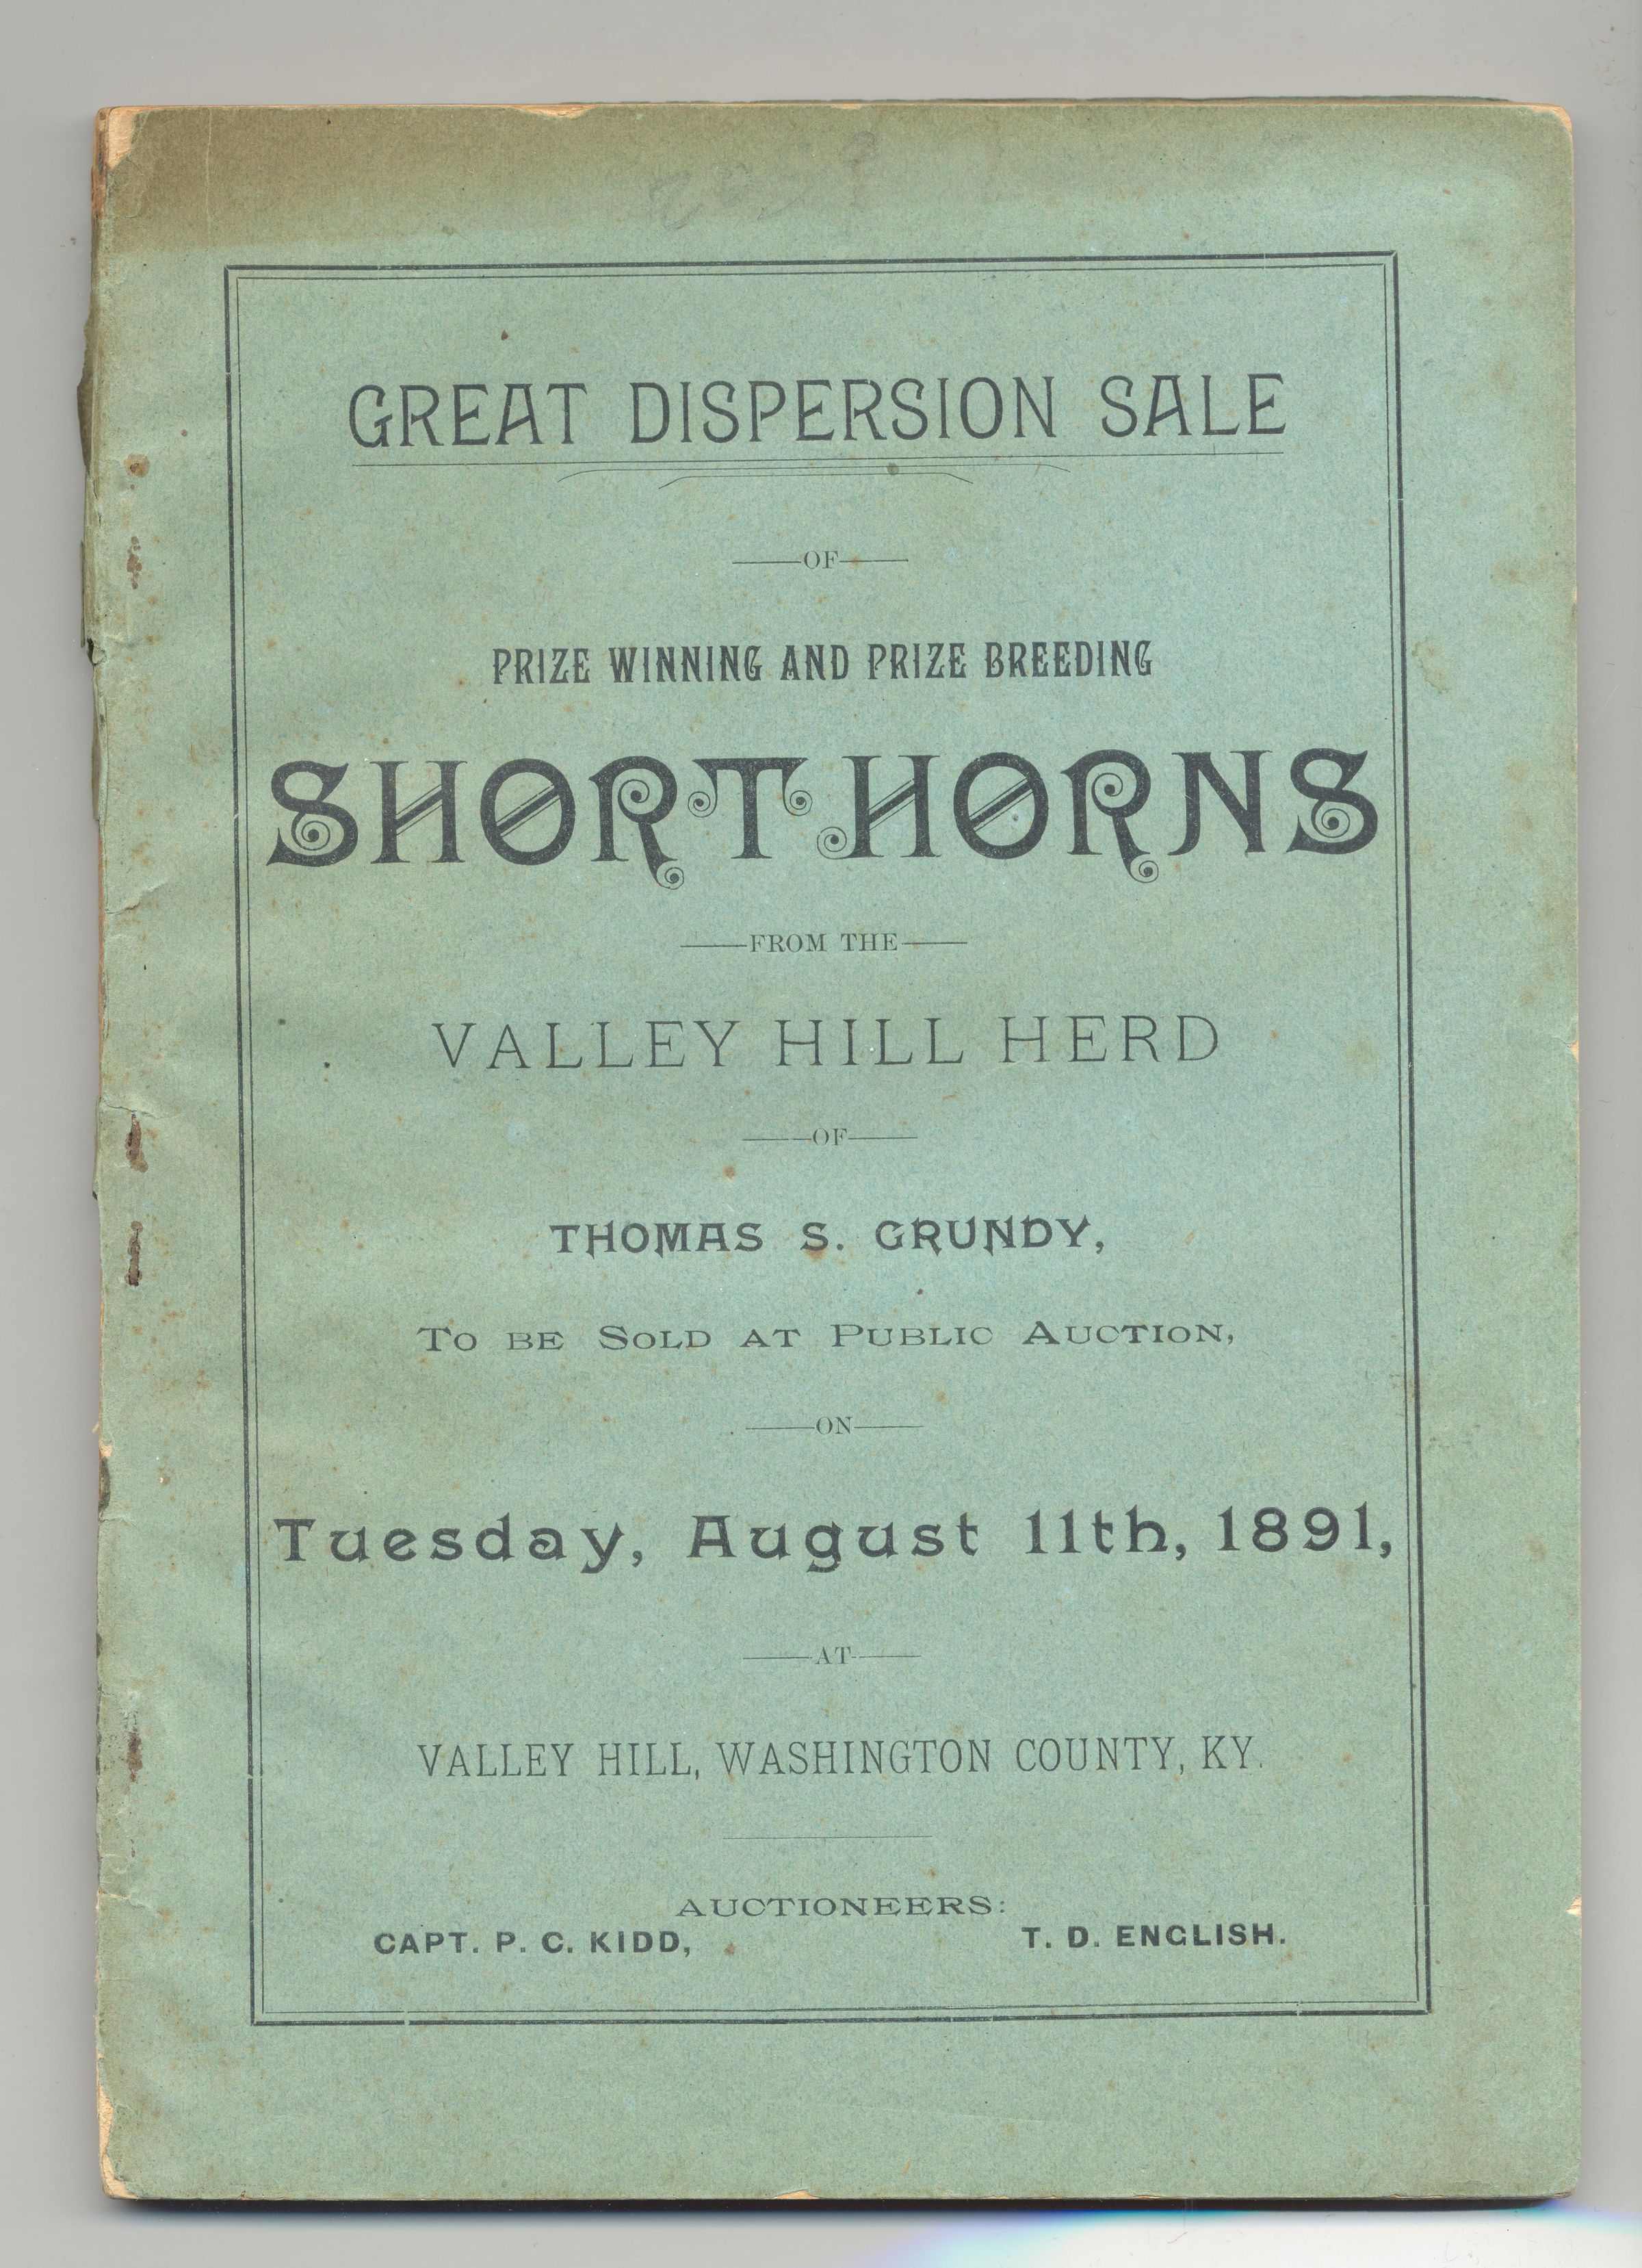 GREAT DISPERSION SALE
OF
PRIZE WINNING AND PRIZE BREEDING
SHORTHORNS
FROM THE
VALLEY HILL HERD
OF
THOMAS S. GRUNDY,
TO BE SOLD AT PUBLIC AUCTION,
ON
Tuesday, August 11th, 1891,
AT
VALLEY HILL, WASHINGTON COUNTY, KY.
AUCTIONEERS:
CAPT. P. C. KIDD, T. D. ENGLISH.